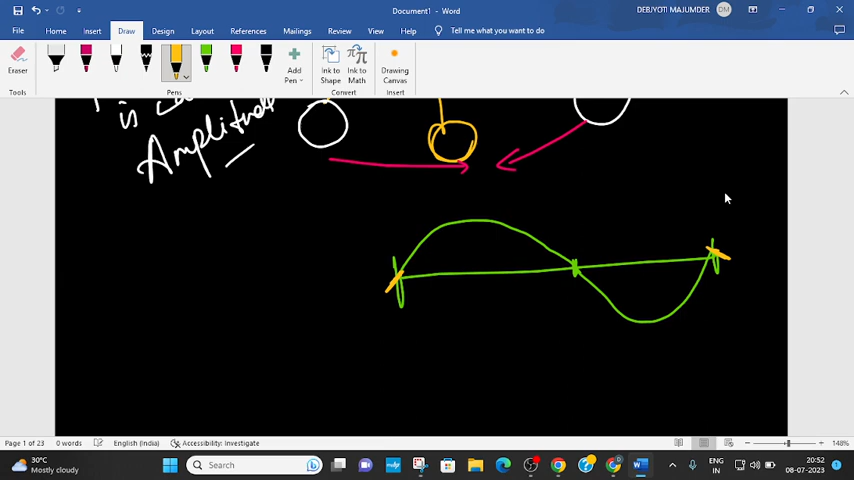 Document1 - Word
DEBJYOTI MAJUMDER DM
File Home Insert Draw Design Layout References Mailings Review View Help Tell me what you want to do
Eraser
Add Pen
Ink to Shape
Ink to Math
Drawing Canvas
Tools Pens Convert Insert
is
Amplitude
Page 1 of 23 0 words English (India) Accessibility: Investigate 148%
30°C
Mostly cloudy
Search
ENG
IN
20:52
08-07-2023
1